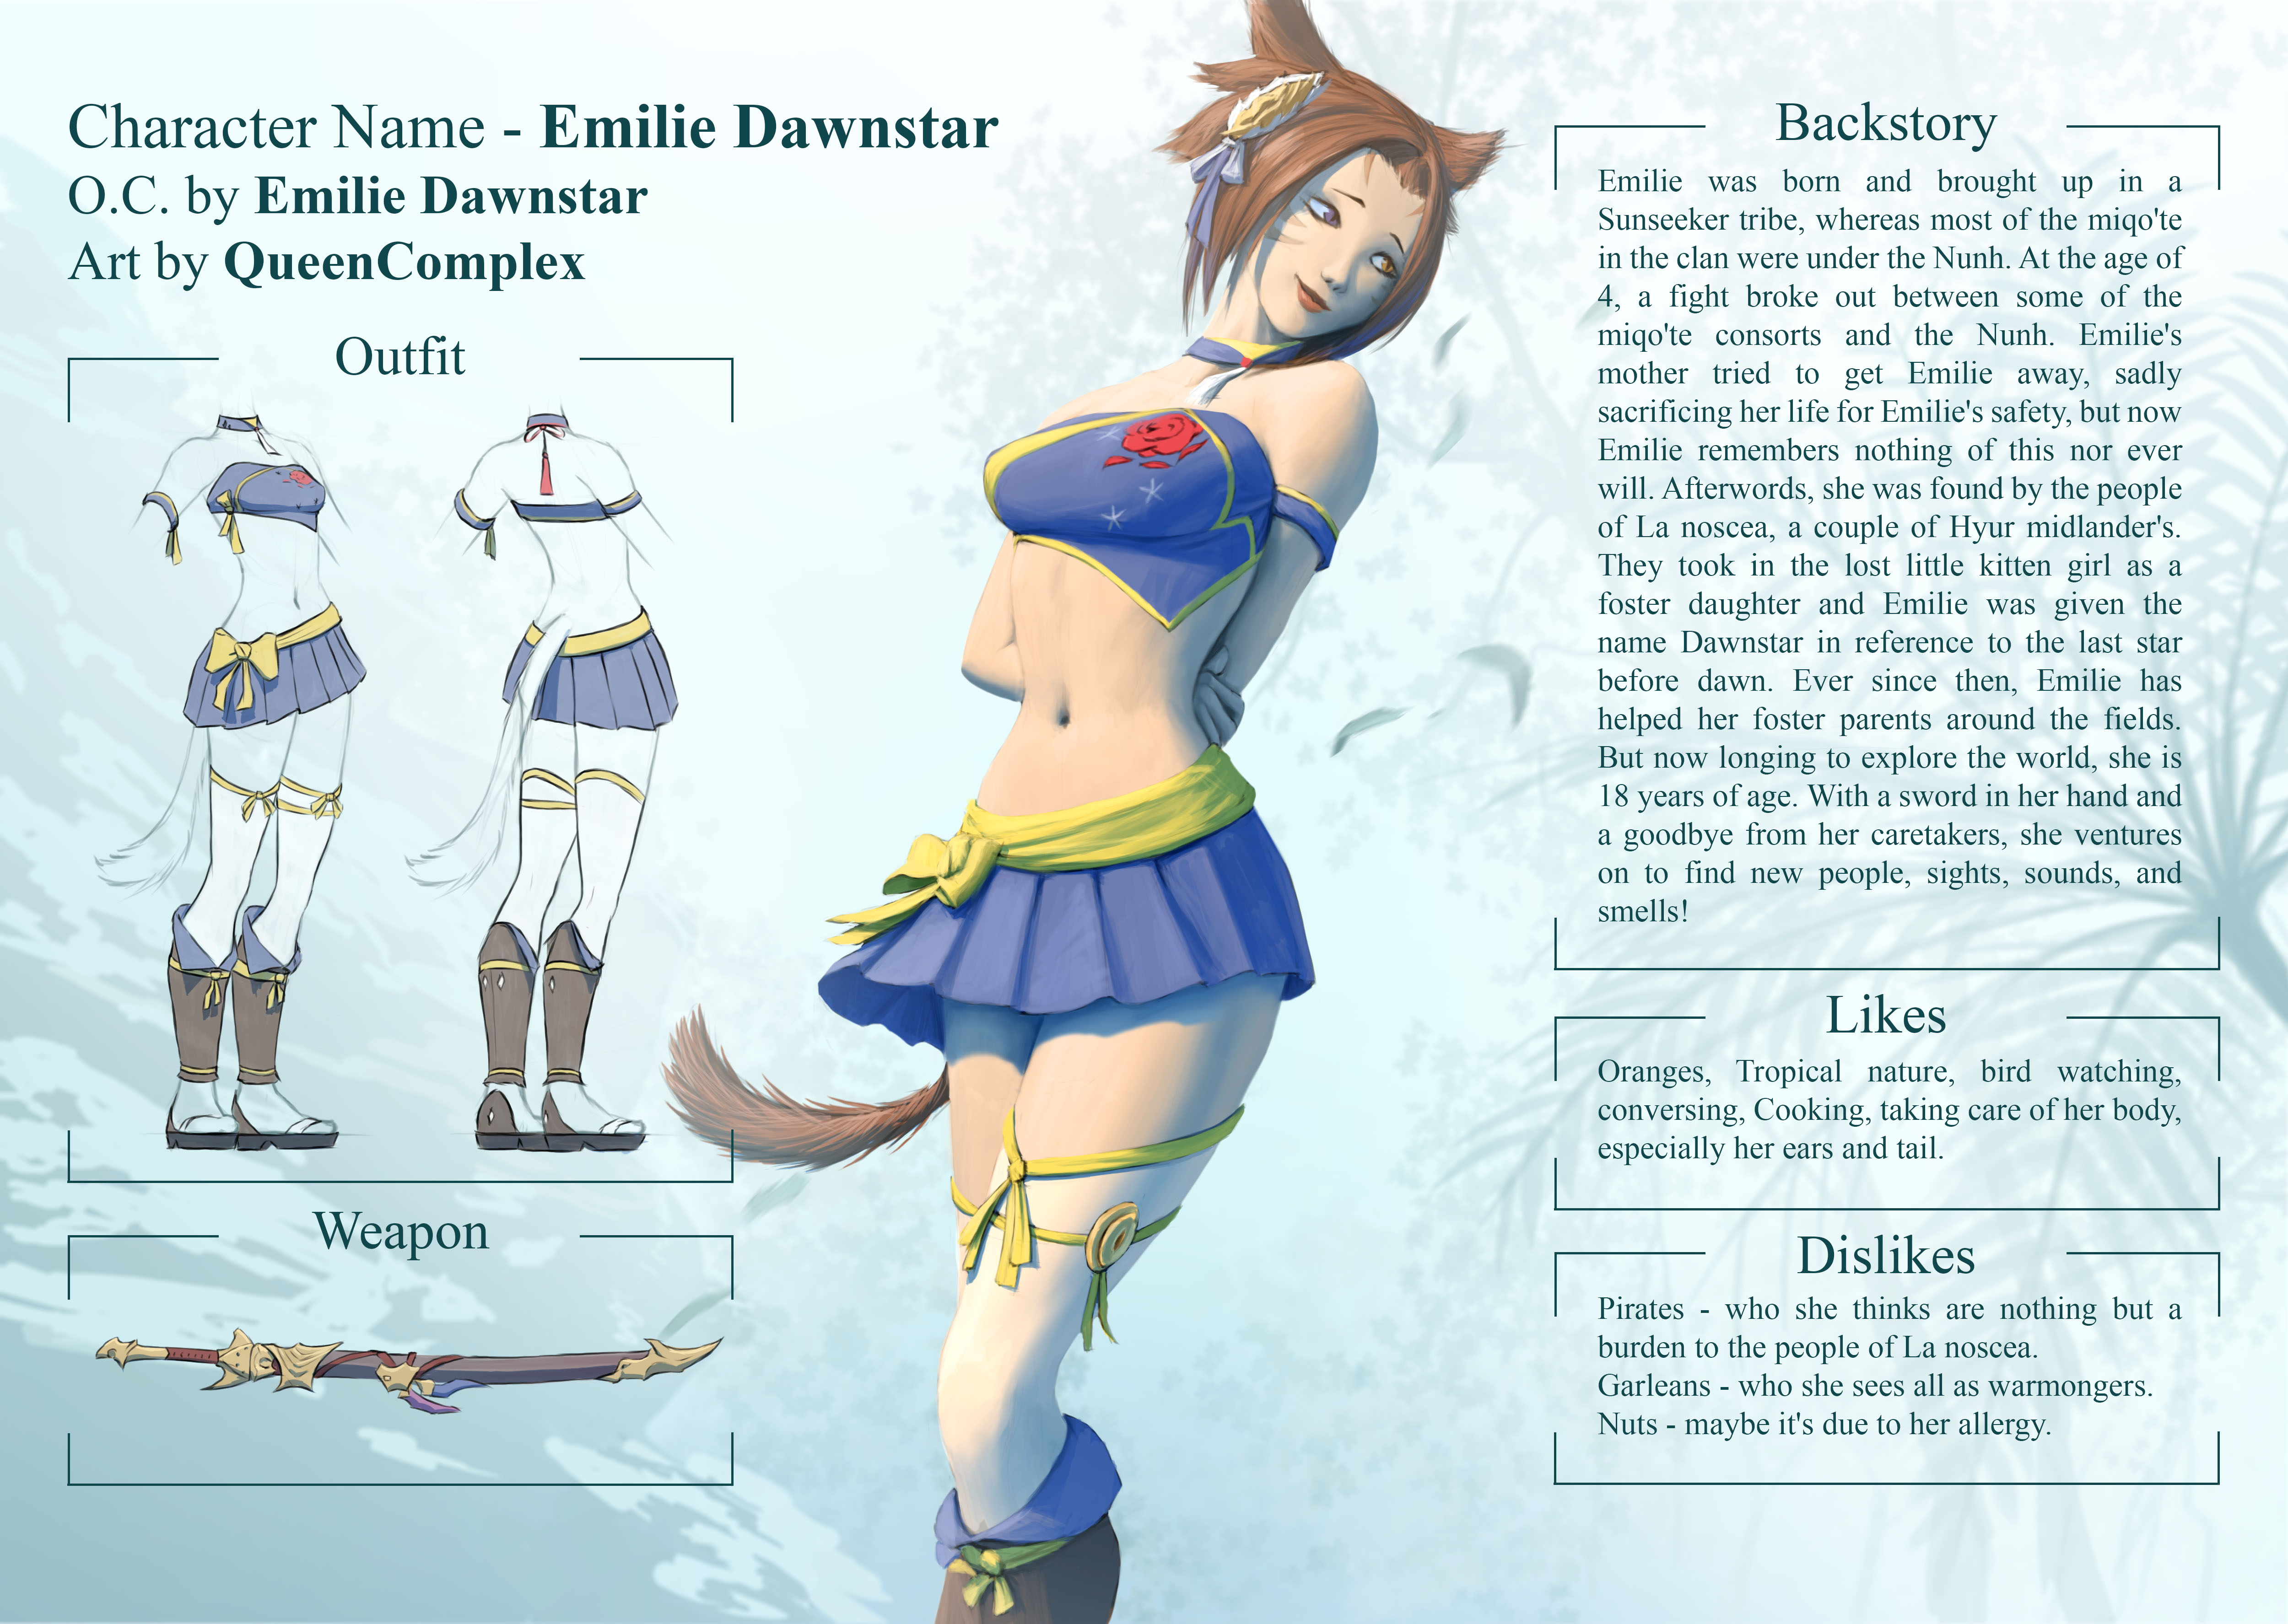 Character Name - Emilie Dawnstar
O.C. by Emilie Dawnstar
Art by QueenComplex
Outfit
Weapon
Backstory
Emilie was born and brought up in a
Sunseeker tribe, whereas most of the miqo'te
in the clan were under the Nunh. At the age of
4, a fight broke out between some of the
miqo'te consorts and the Nunh. Emilie's
mother tried to get Emilie away, sadly
sacrificing her life for Emilie's safety, but now
Emilie remembers nothing of this nor ever
will. Afterwords, she was found by the people
of La noscea, a couple of Hyur midlander's.
They took in the lost little kitten girl as a
foster daughter and Emilie was given the
name Dawnstar in reference to the last star
before dawn. Ever since then, Emilie has
helped her foster parents around the fields.
But now longing to explore the world, she is
18 years of age. With a sword in her hand and
a goodbye from her caretakers, she ventures
on to find new people, sights, sounds, and
smells!
Likes
Oranges, Tropical nature, bird watching,
conversing, Cooking, taking care of her body,
especially her ears and tail.
Dislikes
Pirates - who she thinks are nothing but a
burden to the people of La noscea.
Garleans - who she sees all as warmongers.
Nuts - maybe it's due to her allergy.